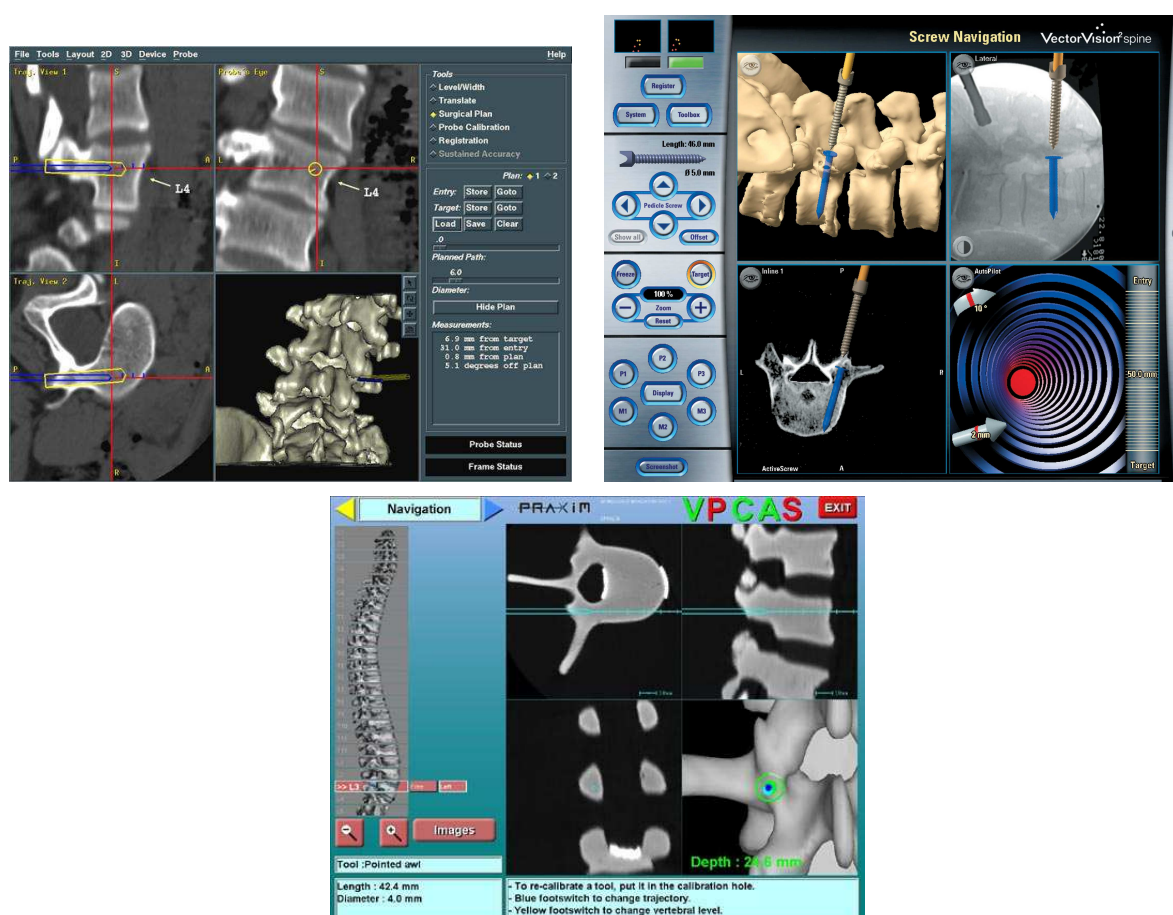 File Tools Layout 2D 3D Device Probe Help
Traj. View 1
S
P
A
L4
I
Probe's Eye
S
L
R
L4
I
Traj. View 2
L
P
A
R
Tools
Level/Width
Translate
Surgical Plan
Probe Calibration
Registration
Sustained Accuracy
Plan: 1 2
Entry: Store Goto
Target: Store Goto
Load Save Clear
.0
Planned Path:
6.0
Diameter:
Hide Plan
Measurements:
6.9 mm from target
31.0 mm from entry
0.8 mm from plan
5.1 degrees off plan
Probe Status
Frame Status
Screw Navigation VectorVision² spine
Register
System Toolbox
Length: 46.0 mm
Ø 5.0 mm
Pedicle Screw
Show all Offset
Freeze Target
100 %
Zoom
Reset
P2
P1 P3
Display
M1 M3
M2
Screenshot
Lateral
Inline 1
P
L
R
ActiveScrew
A
AutoPilot
Entry
10 °
50.0 mm
2 mm
Target
Navigation
PRAXiM
VPCAS
EXIT
>> L3
Left
Images
Tool :Pointed awl
Length : 42.4 mm
Diameter : 4.0 mm
Depth : 24.6 mm
- To re-calibrate a tool, put it in the calibration hole.
- Blue footswitch to change trajectory.
- Yellow footswitch to change vertebral level.